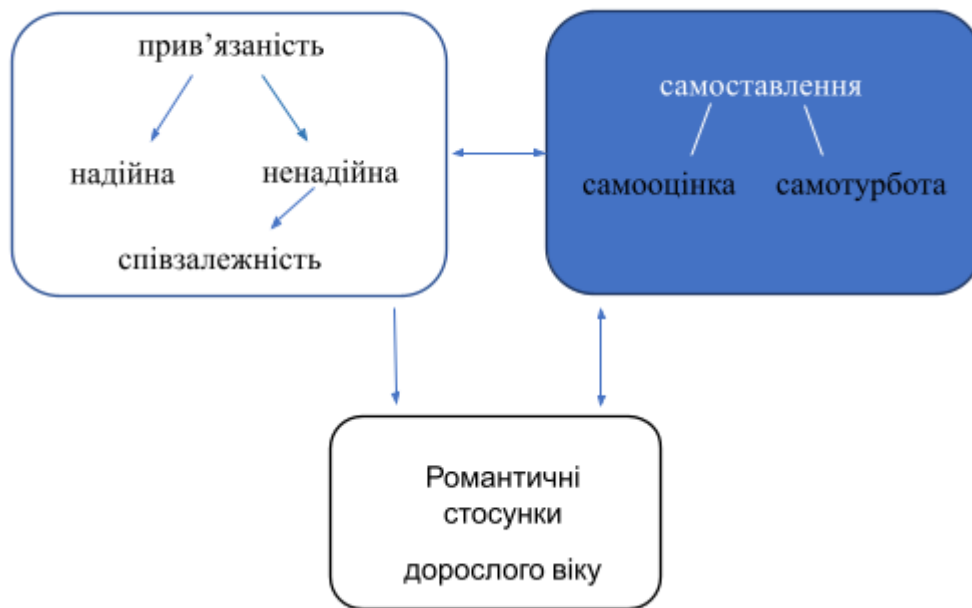 прив’язаність
надійна
ненадійна
співзалежність
самоставлення
самооцінка
самотурбота
Романтичні
стосунки
дорослого віку